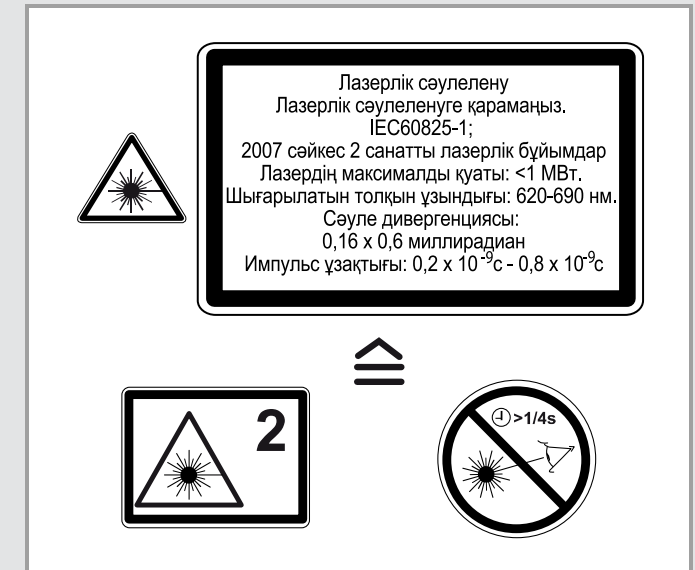 Лазерлік сәулелену
Лазерлік сәулеленуге қарамаңыз.
IEC60825-1;
2007 сәйкес 2 санатты лазерлік бұйымдар
Лазердің максималды қуаты: <1 МВт.
Шығарылатын толқын ұзындығы: 620-690 нм.
Сәуле дивергенциясы:
0,16 x 0,6 миллирадиан
Импульс ұзақтығы: 0,2 x 10⁻⁹с - 0,8 x 10⁻⁹с
2
>1/4s